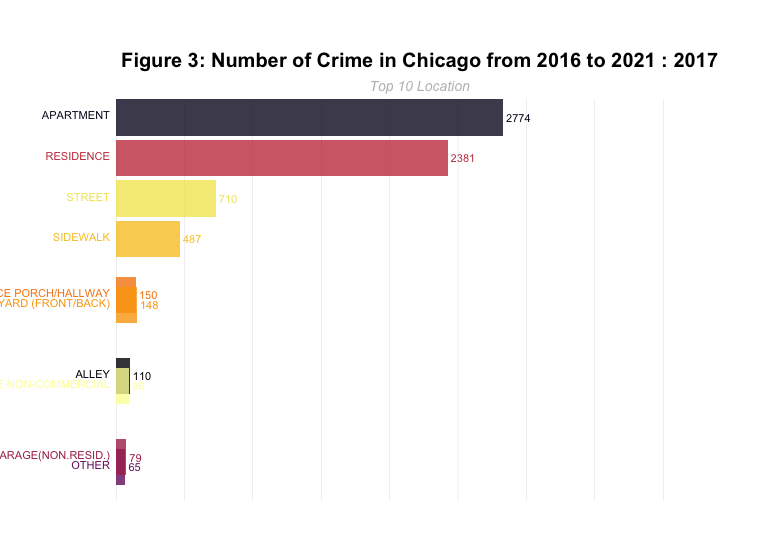 Figure 3: Number of Crime in Chicago from 2016 to 2021 : 2017
Top 10 Location
APARTMENT 2774
RESIDENCE 2381
STREET 710
SIDEWALK 487
PORCH/HALLWAY 150
YARD (FRONT/BACK) 148
ALLEY 110
NON-COMMERCIAL
ARAGE(NON.RESID.) 79
OTHER 65